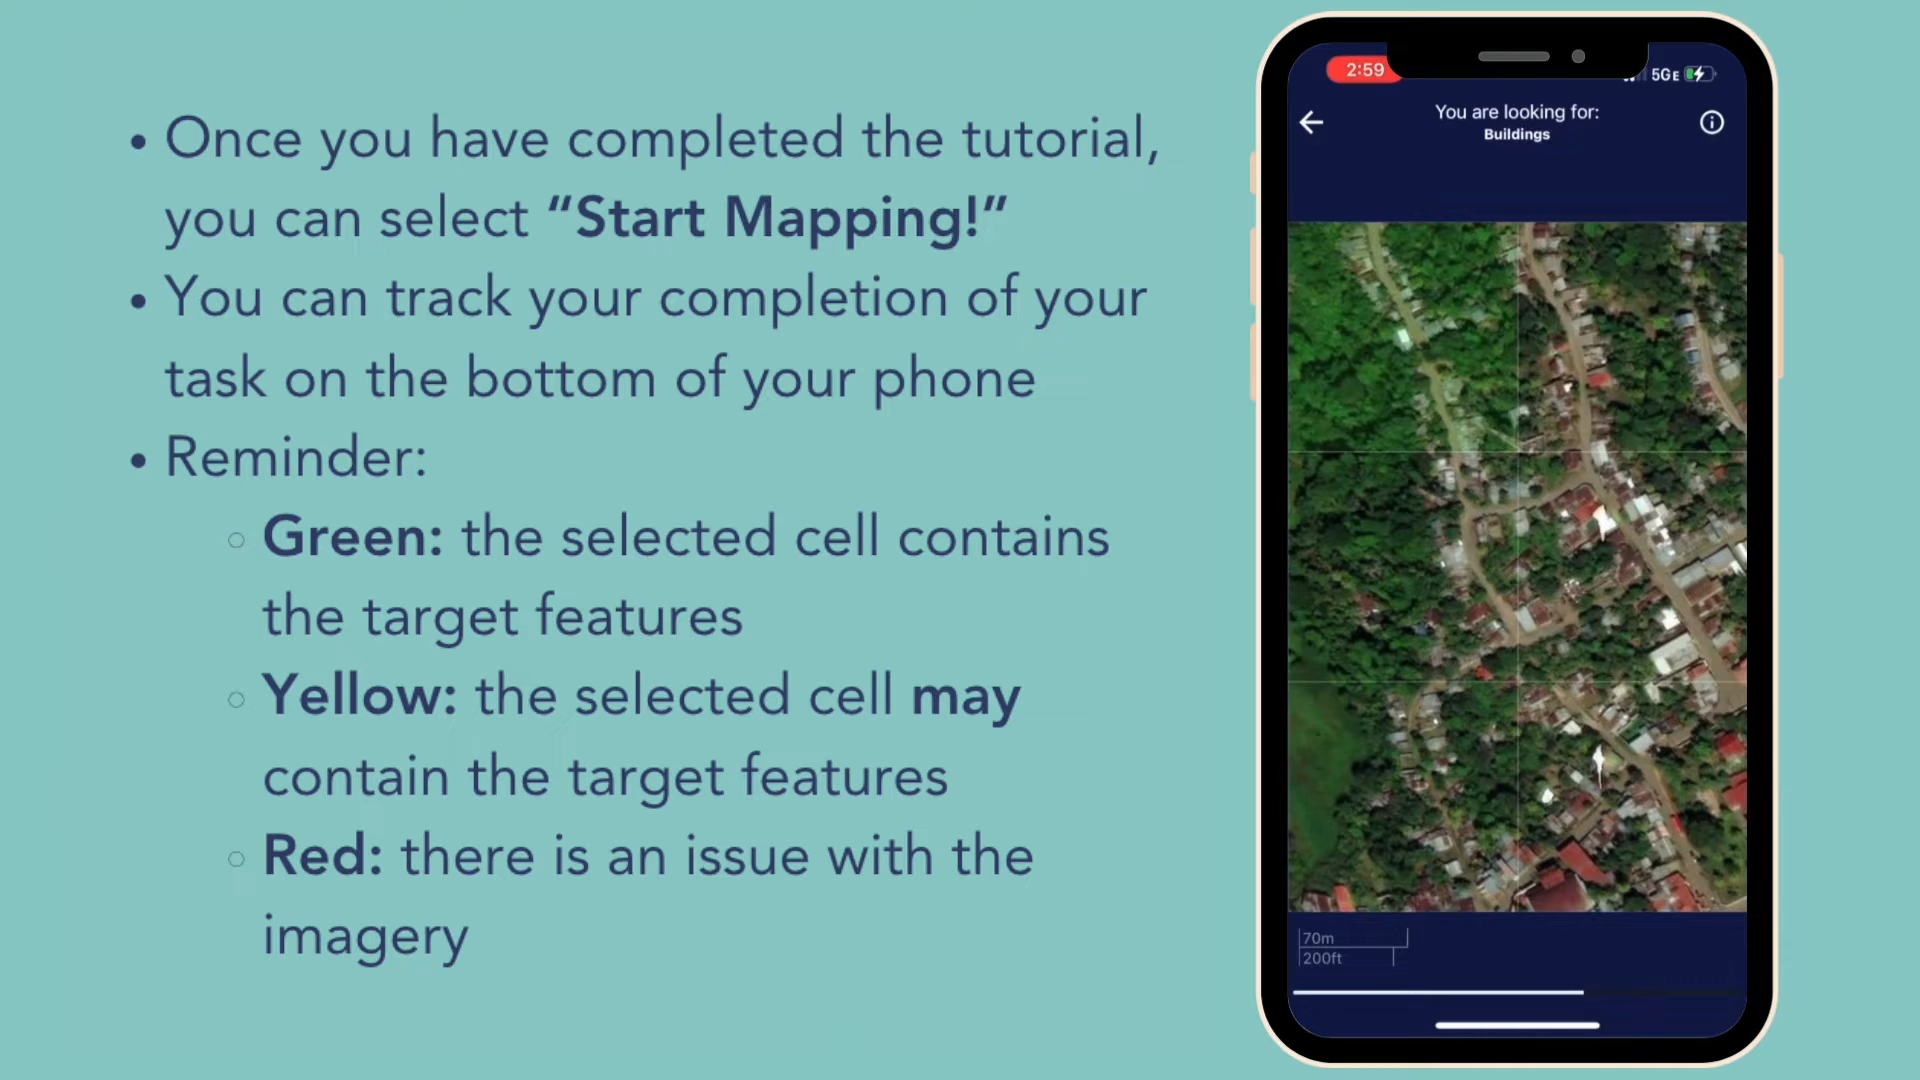 Once you have completed the tutorial,
you can select “Start Mapping!”
You can track your completion of your
task on the bottom of your phone
Reminder:
Green: the selected cell contains
the target features
Yellow: the selected cell may
contain the target features
Red: there is an issue with the
imagery
2:59
5GE
You are looking for:
Buildings
70m
200ft